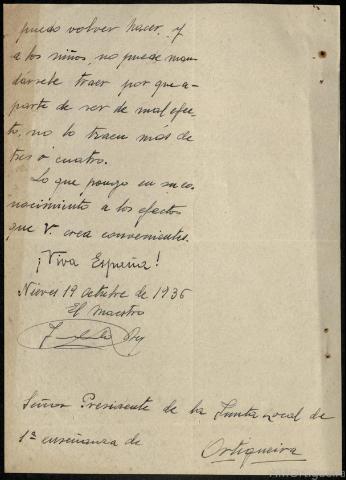 puedo volver hacer, y
a los niños, no puede man
darsele traer por que a-
parte de ser de mal efec-
to, no lo traen mas de
tres o cuatro.
Lo que pongo en su co-
nocimiento a los efectos
que V. crea convenientes.
¡Viva España!
Nieves 19 octubre de 1936
El Maestro
Señor Presidente de la Junta Local de
1ª enseñanza de Ortigueira